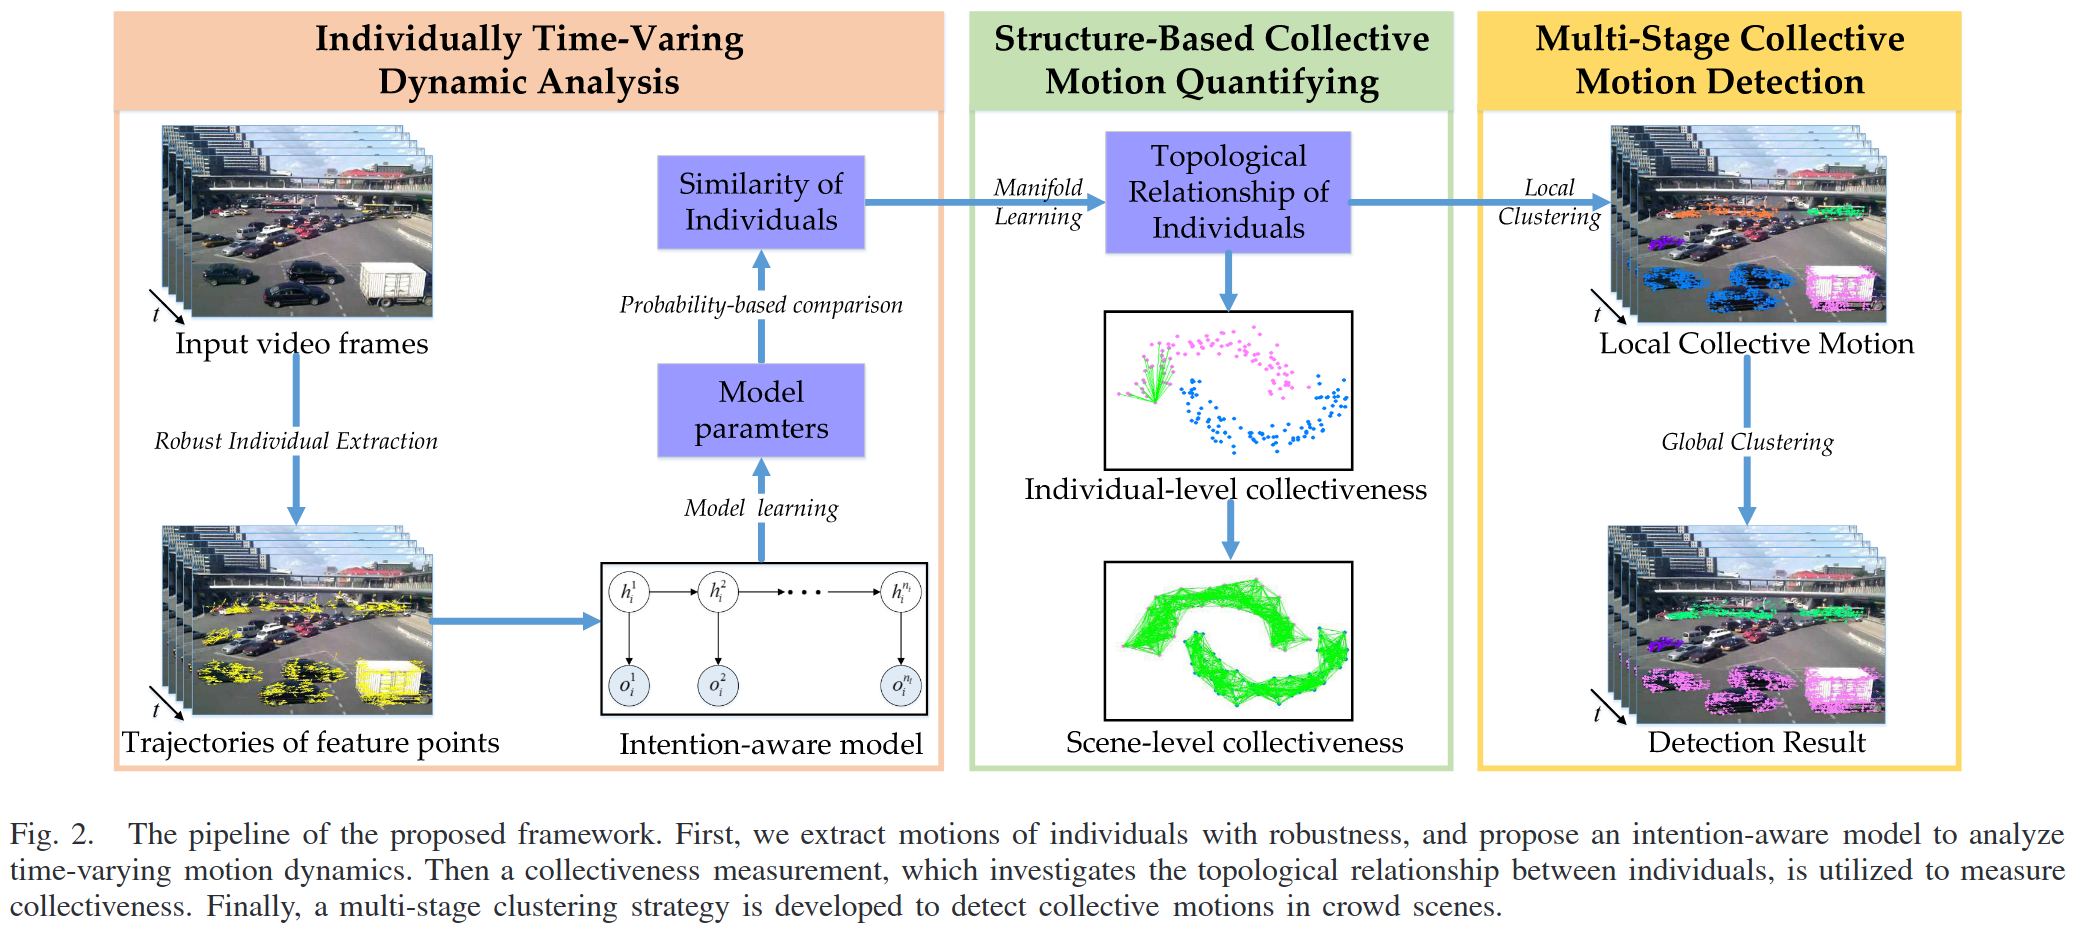 Individually Time-Varing
Dynamic Analysis
Structure-Based Collective
Motion Quantifying
Multi-Stage Collective
Motion Detection
t
Input video frames
Robust Individual Extraction
t
Trajectories of feature points
Similarity of
Individuals
Probability-based comparison
Model
paramters
Model learning
h_i^1 h_i^2 ··· h_i^{n_t}
o_i^1 o_i^2 o_i^{n_t}
Intention-aware model
Manifold
Learning
Topological
Relationship of
Individuals
Individual-level collectiveness
Scene-level collectiveness
Local
Clustering
t
Local Collective Motion
Global Clustering
t
Detection Result
Fig. 2. The pipeline of the proposed framework. First, we extract motions of individuals with robustness, and propose an intention-aware model to analyze
time-varying motion dynamics. Then a collectiveness measurement, which investigates the topological relationship between individuals, is utilized to measure
collectiveness. Finally, a multi-stage clustering strategy is developed to detect collective motions in crowd scenes.